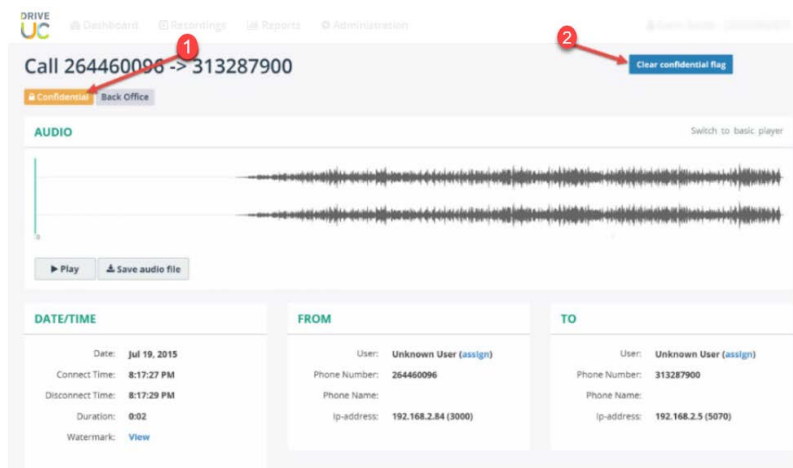 DRIVE
UC Dashboard Recordings Reports Administration
1
2
Call 264460096 -> 313287900
Clear confidential flag
Confidential Back Office
AUDIO
Switch to basic player
0
Play Save audio file
DATE/TIME
Date: Jul 19, 2015
Connect Time: 8:17:27 PM
Disconnect Time: 8:17:29 PM
Duration: 0:02
Watermark: View
FROM
User: Unknown User (assign)
Phone Number: 264460096
Phone Name:
Ip-address: 192.168.2.84 (3000)
TO
User: Unknown User (assign)
Phone Number: 313287900
Phone Name:
Ip-address: 192.168.2.5 (5070)